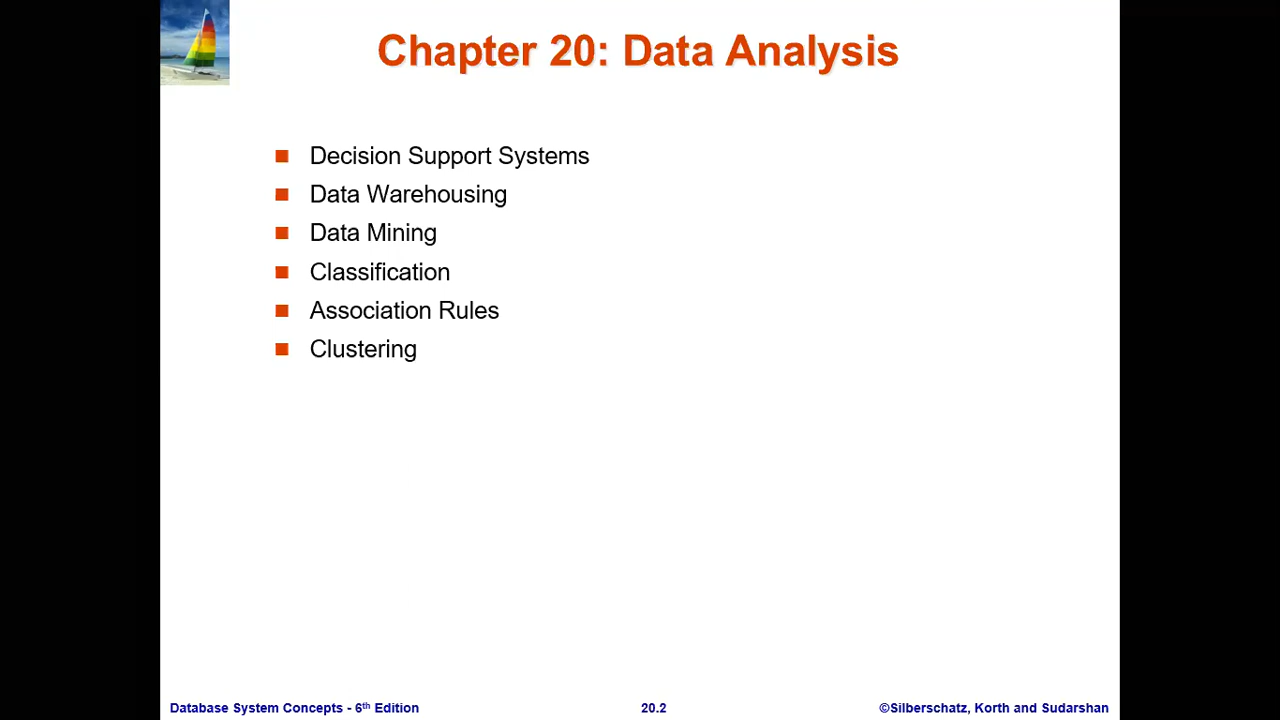 Chapter 20: Data Analysis
Decision Support Systems
Data Warehousing
Data Mining
Classification
Association Rules
Clustering
Database System Concepts - 6th Edition
20.2
©Silberschatz, Korth and Sudarshan